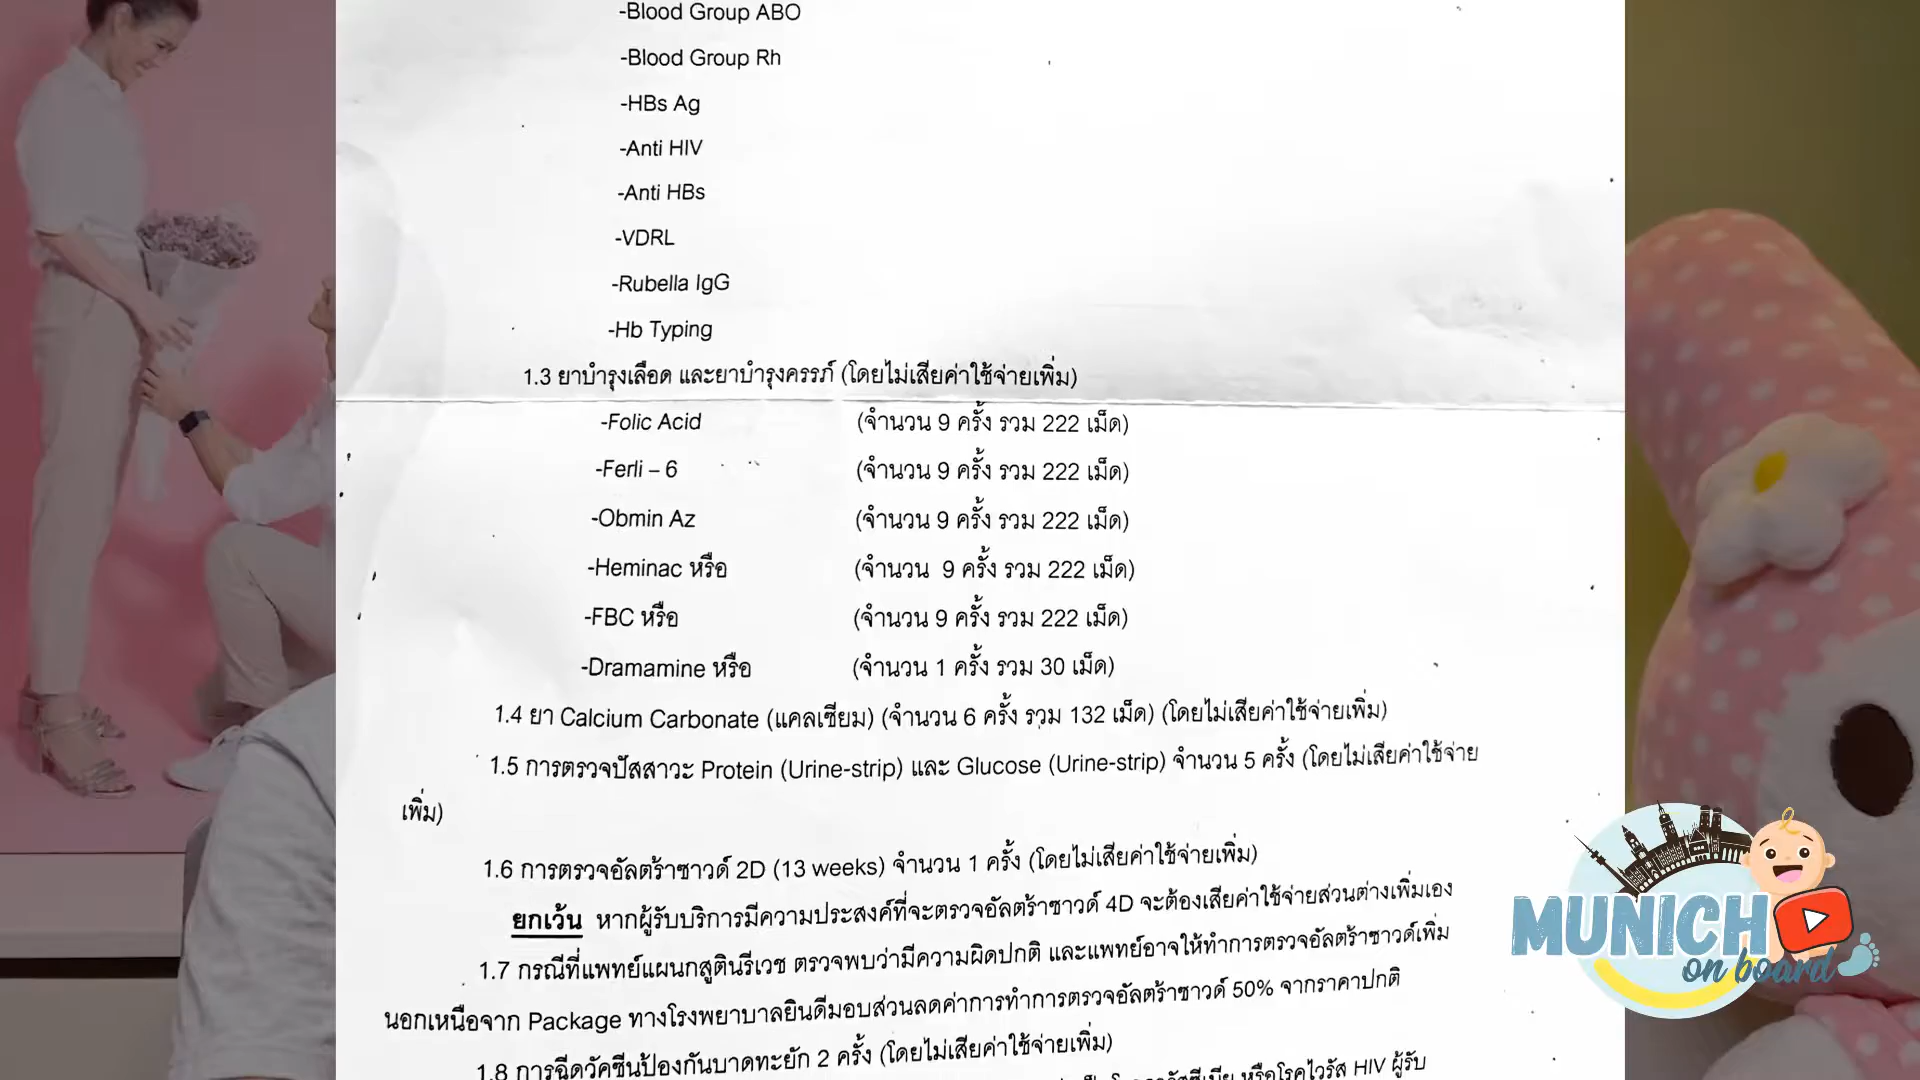 -Blood Group ABO
-Blood Group Rh
-HBs Ag
-Anti HIV
-Anti HBs
-VDRL
-Rubella IgG
-Hb Typing
1.3 ยาบำรุงเลือด และยาบำรุงครรภ์ (โดยไม่เสียค่าใช้จ่ายเพิ่ม)
-Folic Acid (จำนวน 9 ครั้ง รวม 222 เม็ด)
-Ferli – 6 (จำนวน 9 ครั้ง รวม 222 เม็ด)
-Obmin Az (จำนวน 9 ครั้ง รวม 222 เม็ด)
-Heminac หรือ (จำนวน 9 ครั้ง รวม 222 เม็ด)
-FBC หรือ (จำนวน 9 ครั้ง รวม 222 เม็ด)
-Dramamine หรือ (จำนวน 1 ครั้ง รวม 30 เม็ด)
1.4 ยา Calcium Carbonate (แคลเซียม) (จำนวน 6 ครั้ง รวม 132 เม็ด) (โดยไม่เสียค่าใช้จ่ายเพิ่ม)
1.5 การตรวจปัสสาวะ Protein (Urine-strip) และ Glucose (Urine-strip) จำนวน 5 ครั้ง (โดยไม่เสียค่าใช้จ่าย
เพิ่ม)
1.6 การตรวจอัลตร้าซาวด์ 2D (13 weeks) จำนวน 1 ครั้ง (โดยไม่เสียค่าใช้จ่ายเพิ่ม)
ยกเว้น หากผู้รับบริการมีความประสงค์ที่จะตรวจอัลตร้าซาวด์ 4D จะต้องเสียค่าใช้จ่ายส่วนต่างเพิ่มเอง
1.7 กรณีที่แพทย์แผนกสูตินรีเวช ตรวจพบว่ามีความผิดปกติ และแพทย์อาจให้ทำการตรวจอัลตร้าซาวด์เพิ่ม
นอกเหนือจาก Package ทางโรงพยาบาลยินดีมอบส่วนลดค่าการทำการตรวจอัลตร้าซาวด์ 50% จากราคาปกติ
1.8 การฉีดวัคซีนป้องกันบาดทะยัก 2 ครั้ง (โดยไม่เสียค่าใช้จ่ายเพิ่ม)
หรือโรคไวรัส HIV ผู้รับ
MUNICH
on board